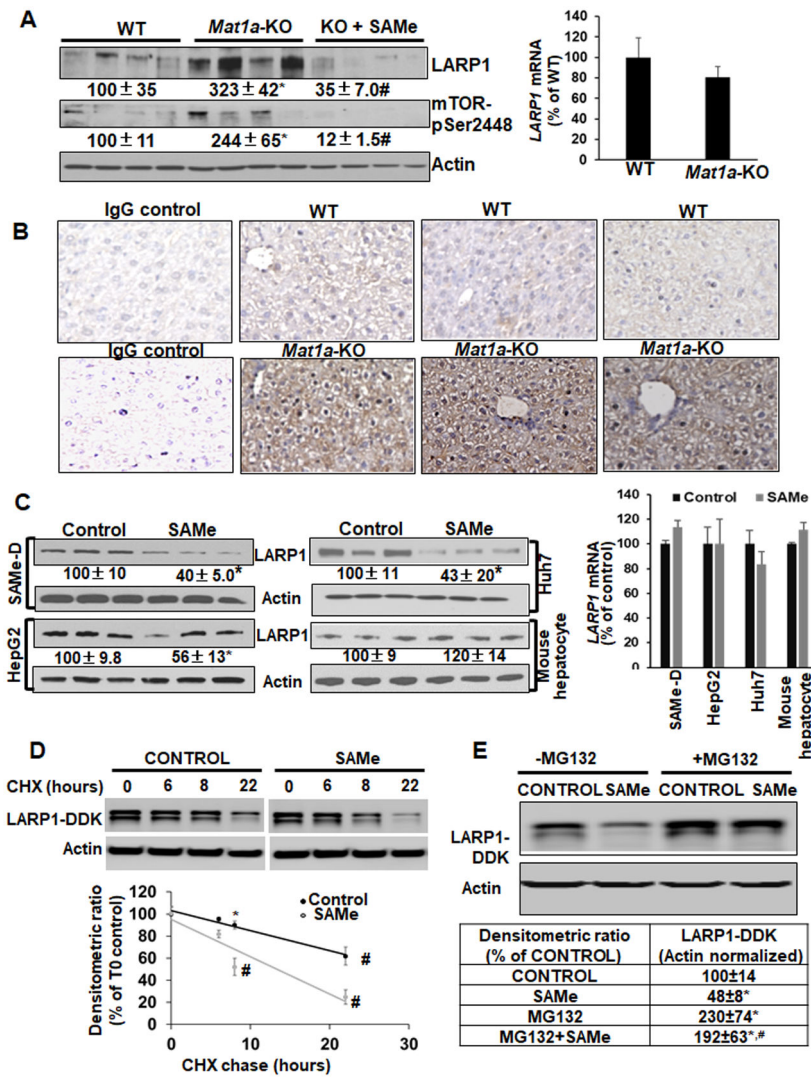 A
WT
Mat1a-KO
KO + SAMe
LARP1
100 ± 35
323 ± 42*
35 ± 7.0#
mTOR-
pSer2448
100 ± 11
244 ± 65*
12 ± 1.5#
Actin
LARP1 mRNA
(% of WT)
140
120
100
80
60
40
20
0
WT
Mat1a-KO
B
IgG control
WT
WT
WT
IgG control
Mat1a-KO
Mat1a-KO
Mat1a-KO
C
SAMe-D
Control
SAMe
LARP1
100± 10
40± 5.0*
Actin
HepG2
LARP1
100± 9.8
56± 13*
Actin
Control
SAMe
Huh7
100± 11
43± 20*
Mouse
hepatocyte
100± 9
120± 14
Control
SAMe
LARP1 mRNA
(% of control)
140
120
100
80
60
40
20
0
SAMe-D
HepG2
Huh7
Mouse
hepatocyte
D
CONTROL
SAMe
CHX (hours)
0 6 8 22
0 6 8 22
LARP1-DDK
Actin
Densitometric ratio
(% of T0 control)
120
100
80
60
40
20
0
Control
SAMe
*
#
#
#
0 10 20 30
CHX chase (hours)
E
-MG132
+MG132
CONTROL SAMe
CONTROL SAMe
LARP1-
DDK
Actin
Densitometric ratio
(% of CONTROL)
LARP1-DDK
(Actin normalized)
CONTROL 100±14
SAMe 48±8*
MG132 230±74*
MG132+SAMe 192±63*,#